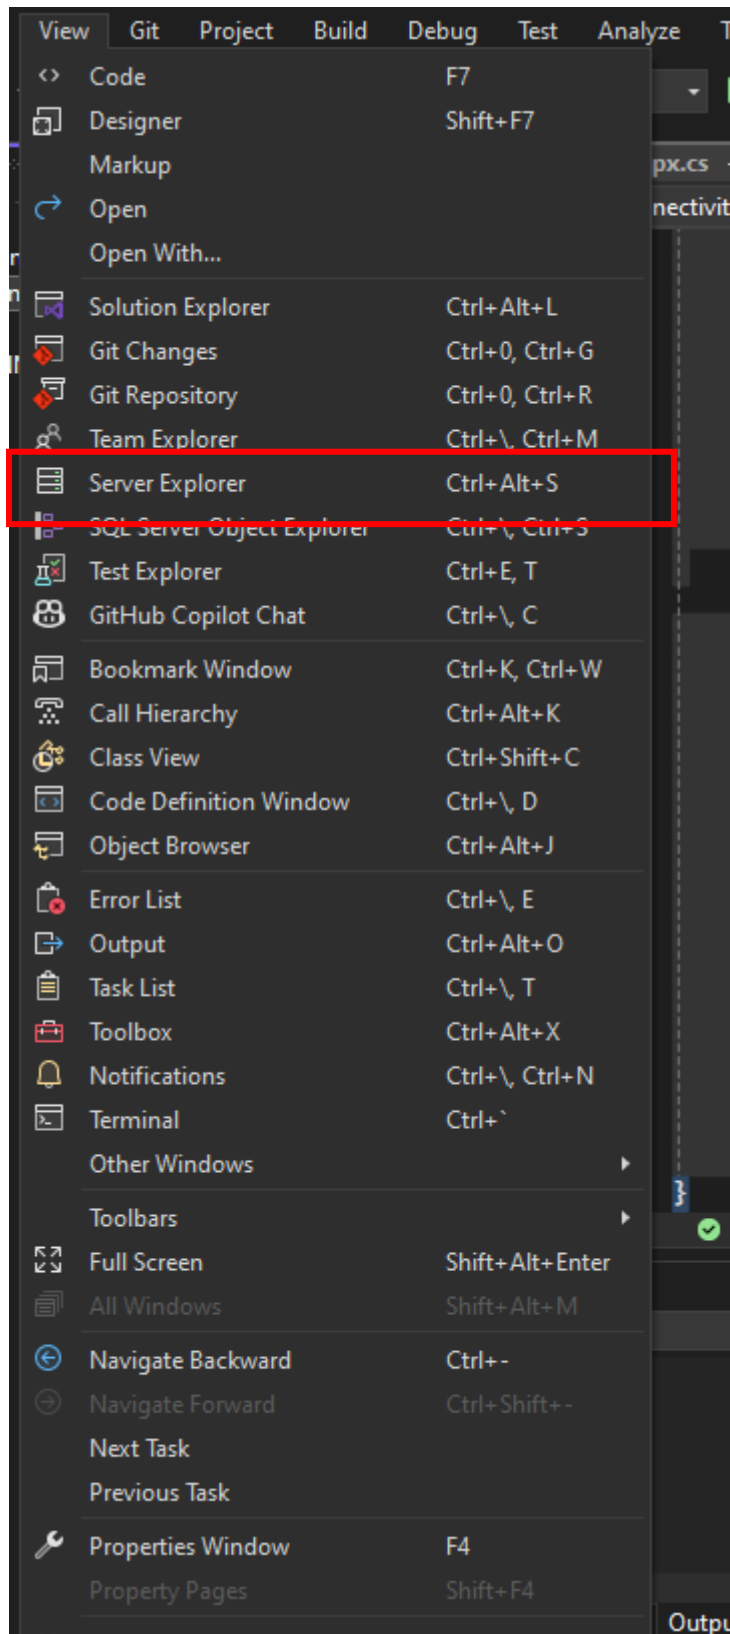 View Git Project Build Debug Test Analyze
Code F7
Designer Shift+F7
Markup
px.cs
Open
nectivit
Open With...
Solution Explorer Ctrl+Alt+L
Git Changes Ctrl+0, Ctrl+G
Git Repository Ctrl+0, Ctrl+R
Team Explorer Ctrl+\, Ctrl+M
Server Explorer Ctrl+Alt+S
SQL Server Object Explorer Ctrl+\, Ctrl+S
Test Explorer Ctrl+E, T
GitHub Copilot Chat Ctrl+\, C
Bookmark Window Ctrl+K, Ctrl+W
Call Hierarchy Ctrl+Alt+K
Class View Ctrl+Shift+C
Code Definition Window Ctrl+\, D
Object Browser Ctrl+Alt+J
Error List Ctrl+\, E
Output Ctrl+Alt+O
Task List Ctrl+\, T
Toolbox Ctrl+Alt+X
Notifications Ctrl+\, Ctrl+N
Terminal Ctrl+`
Other Windows
}
Toolbars
Full Screen Shift+Alt+Enter
All Windows Shift+Alt+M
Navigate Backward Ctrl+-
Navigate Forward Ctrl+Shift+-
Next Task
Previous Task
Properties Window F4
Property Pages Shift+F4
Outpu